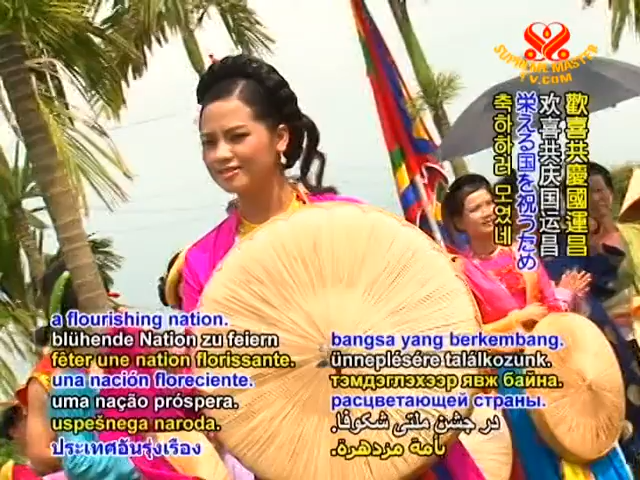 SUPREME MASTER
TV.COM
歡喜共慶國運昌
欢喜共庆国运昌
栄える国を祝うため
축하하러 모였네
a flourishing nation.
blühende Nation zu feiern
fêter une nation florissante.
una nación floreciente.
uma nação próspera.
uspešnega naroda.
ประเทศอันรุ่งเรือง
bangsa yang berkembang.
ünneplésére találkozunk.
тэмдэглэхээр явж байна.
расцветающей страны.
در جشن ملتی شکوفا.
بأمة مزدهرة.